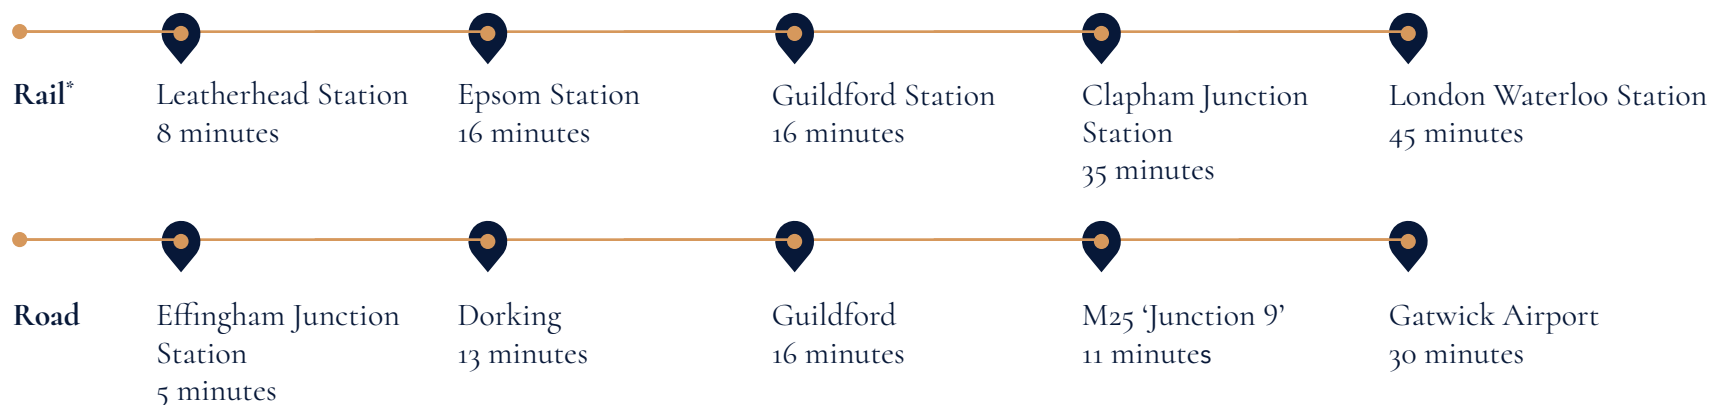 Rail*
Leatherhead Station
8 minutes
Epsom Station
16 minutes
Guildford Station
16 minutes
Clapham Junction
Station
35 minutes
London Waterloo Station
45 minutes
Road
Effingham Junction
Station
5 minutes
Dorking
13 minutes
Guildford
16 minutes
M25 ‘Junction 9’
11 minutes
Gatwick Airport
30 minutes